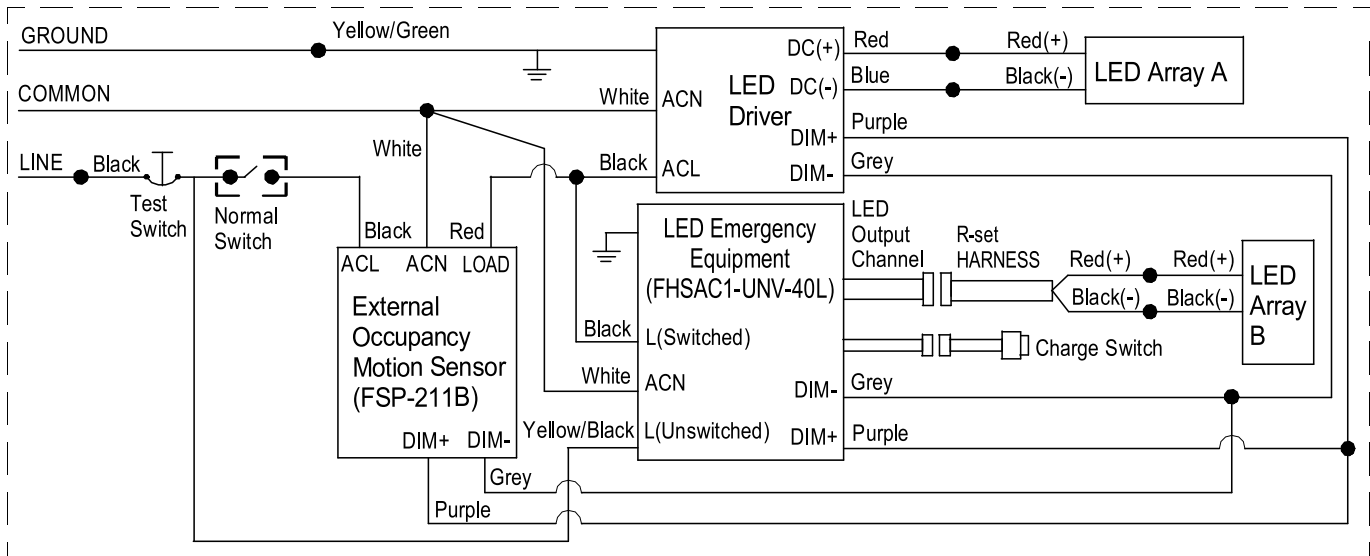 GROUND
Yellow/Green
COMMON
White
White
LINE
Black
Test
Switch
Normal
Switch
Black
Red
Black
ACL
ACN
LOAD
External
Occupancy
Motion Sensor
(FSP-211B)
DIM+
DIM-
Grey
Purple
LED
Driver
ACN
ACL
DC(+)
DC(-)
DIM+
DIM-
Red
Blue
Purple
Grey
Red(+)
Black(-)
LED Array A
LED Emergency
Equipment
(FHSAC1-UNV-40L)
Black
L(Switched)
White
ACN
Yellow/Black
L(Unswitched)
DIM-
DIM+
Grey
Purple
LED
Output
Channel
R-set
HARNESS
Red(+)
Black(-)
Red(+)
Black(-)
LED
Array
B
Charge Switch